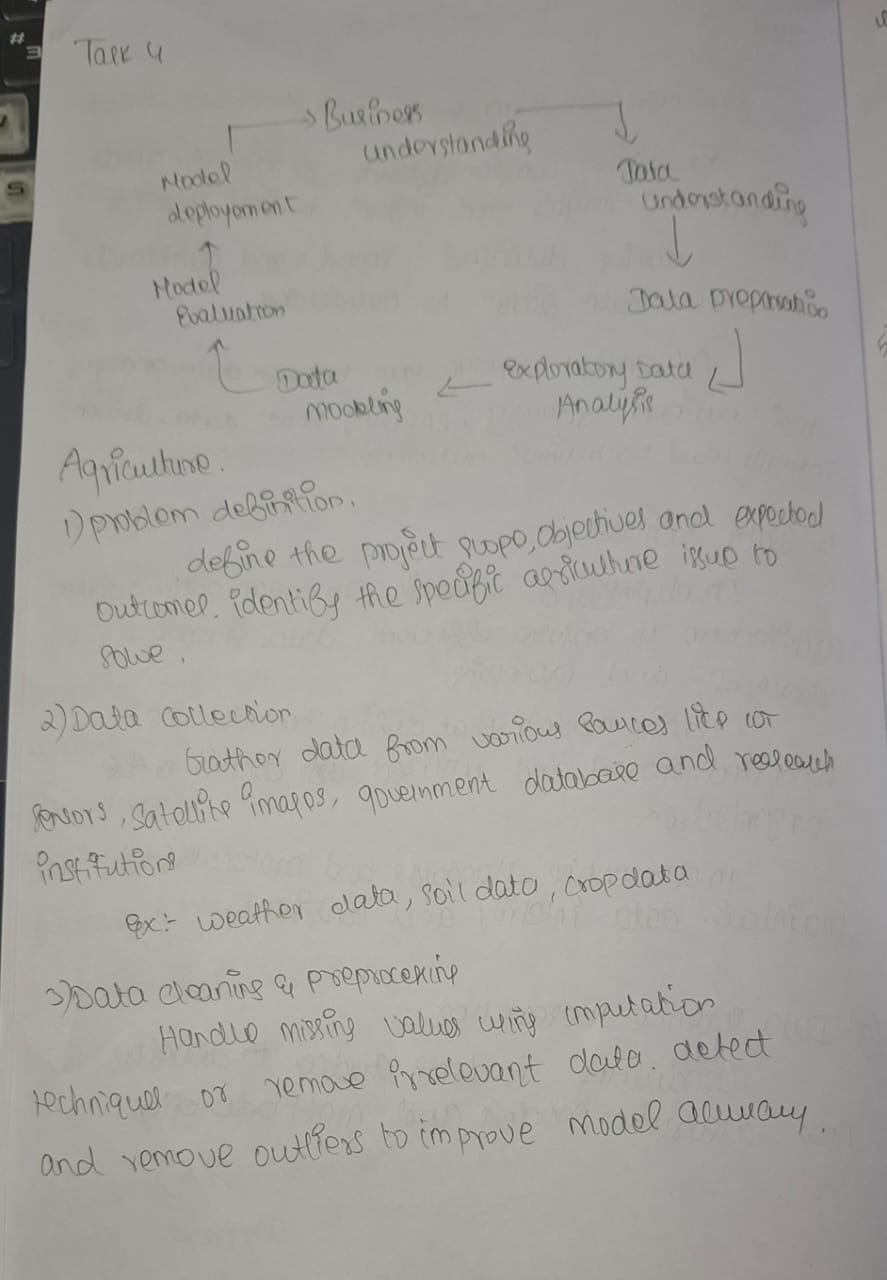 Task 4
Business
understanding
Data
understanding
Data preparation
Exploratory Data
Analysis
Data
Modeling
Model
Evaluation
Model
deployoment
Agriculture.
1) problem definition.
define the project scope, objectives and expected
outcomes. identify the specific agriculture issue to
solve.
2) Data collection
Gather data from various sources like IOT
sensors, satellite images, government database and research
institutions
ex:- weather data, soil data, crop data
3) Data cleaning & preprocessing
Handle missing values using imputation
techniques or remove irrelevant data. detect
and remove outliers to improve model accuracy.